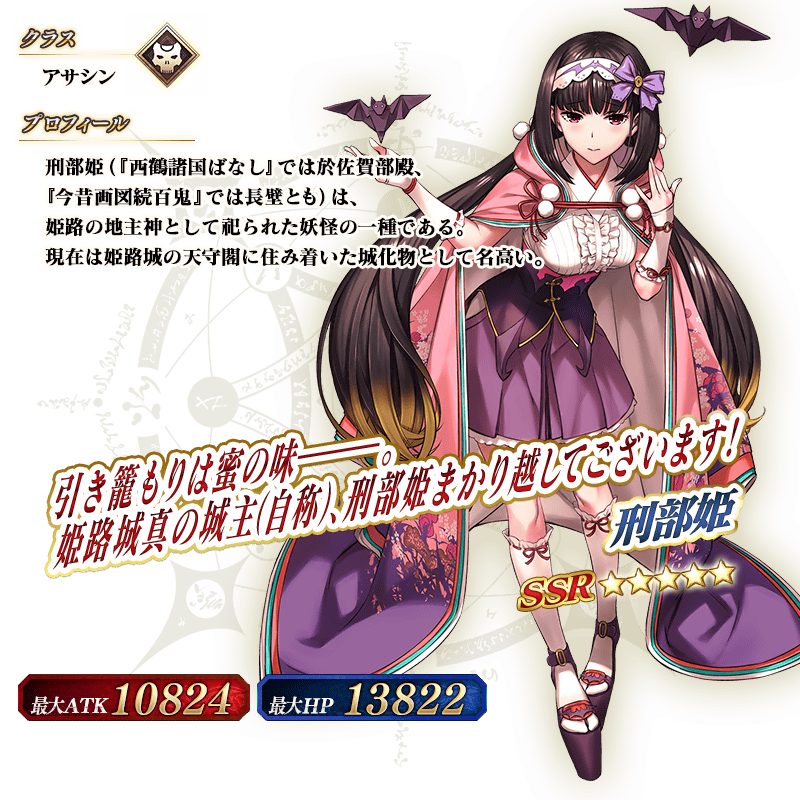 クラス
アサシン
プロフィール
刑部姫(『西鶴諸国ばなし』では於佐賀部殿、
『今昔画図続百鬼』では長壁とも)は、
姫路の地主神として祀られた妖怪の一種である。
現在は姫路城の天守閣に住み着いた城化物として名高い。
引き籠もりは蜜の味――。
姫路城真の城主(自称)、刑部姫まかり越してございます!
刑部姫
SSR
最大ATK 10824
最大HP 13822